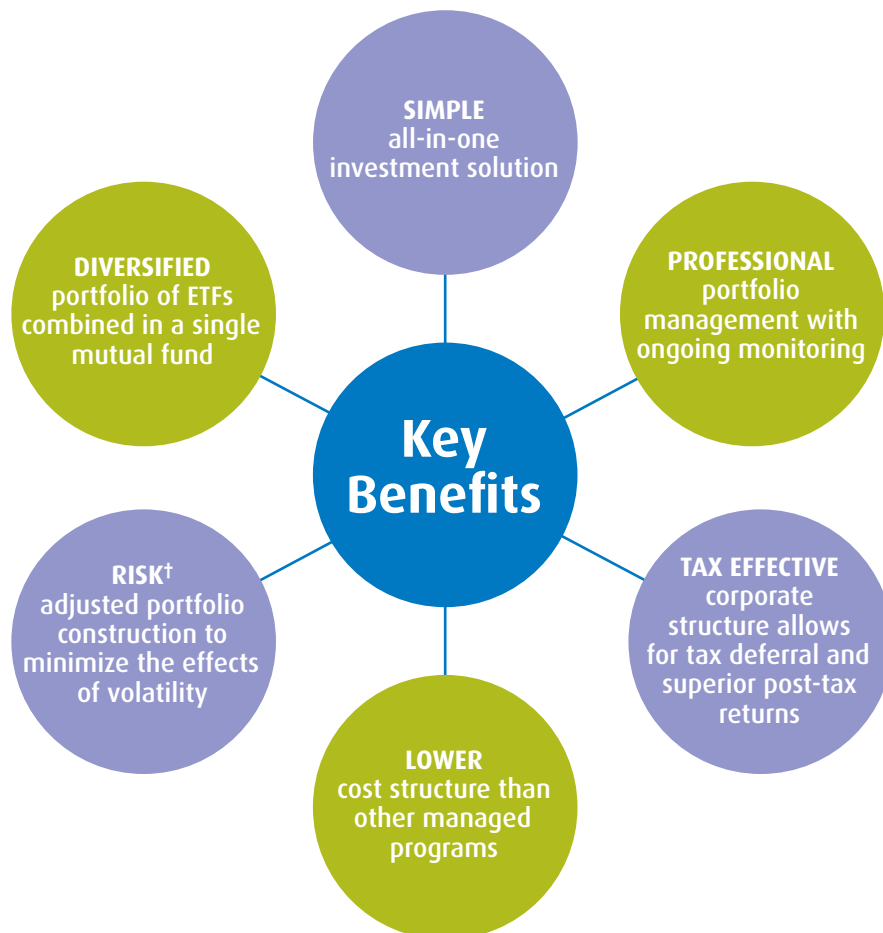 SIMPLE
all-in-one
investment solution
DIVERSIFIED
portfolio of ETFs
combined in a single
mutual fund
PROFESSIONAL
portfolio
management with
ongoing monitoring
Key
Benefits
RISK†
adjusted portfolio
construction to
minimize the effects
of volatility
TAX EFFECTIVE
corporate
structure allows
for tax deferral and
superior post-tax
returns
LOWER
cost structure than
other managed
programs